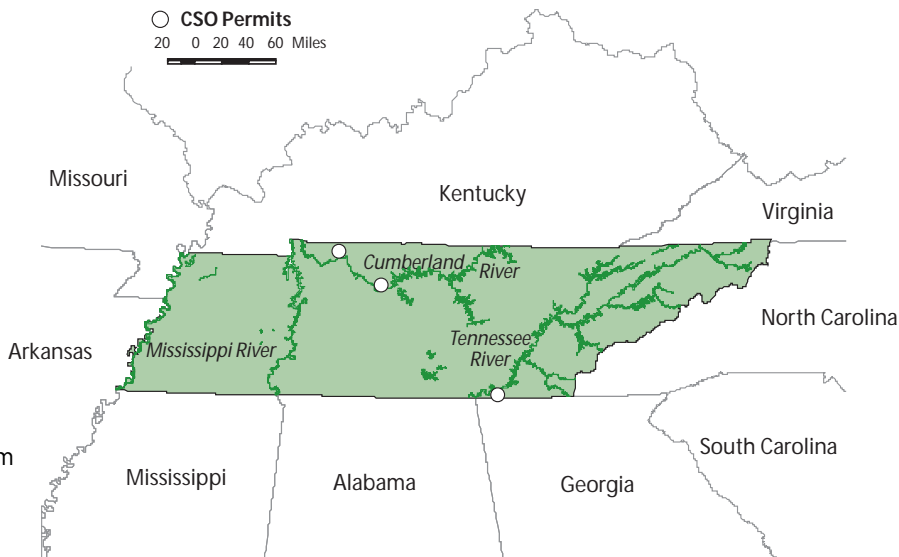 CSO Permits
20 0 20 40 60 Miles
Missouri
Kentucky
Virginia
Cumberland
River
North Carolina
Tennessee
River
Arkansas
Mississippi River
m
South Carolina
Mississippi
Alabama
Georgia